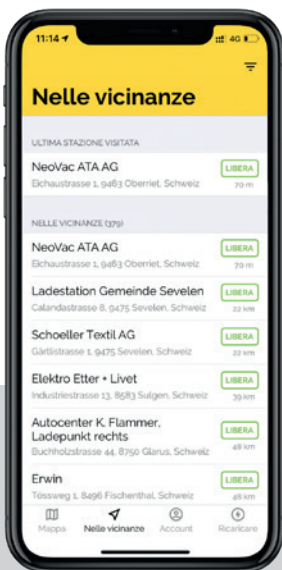 11:14 4G
Nelle vicinanze
ULTIMA STAZIONE VISITATA
NeoVac ATA AG LIBERA
Eichaustrasse 1, 9463 Oberriet, Schweiz 70 m
NELLE VICINANZE (379)
NeoVac ATA AG LIBERA
Eichaustrasse 1, 9463 Oberriet, Schweiz 70 m
Ladestation Gemeinde Sevelen LIBERA
Calandastrasse 8, 9475 Sevelen, Schweiz 22 km
Schoeller Textil AG LIBERA
Gärtlistrasse 1, 9475 Sevelen, Schweiz 22 km
Elektro Etter + Livet LIBERA
Industriestrasse 13, 8583 Sulgen, Schweiz 39 km
Autocenter K. Flammer,
Ladepunkt rechts LIBERA
Buchholzstrasse 44, 8750 Glarus, Schweiz 48 km
Erwin LIBERA
Tössweg 1, 8496 Fischenthal, Schweiz 48 km
Mappa Nelle vicinanze Account Ricaricare